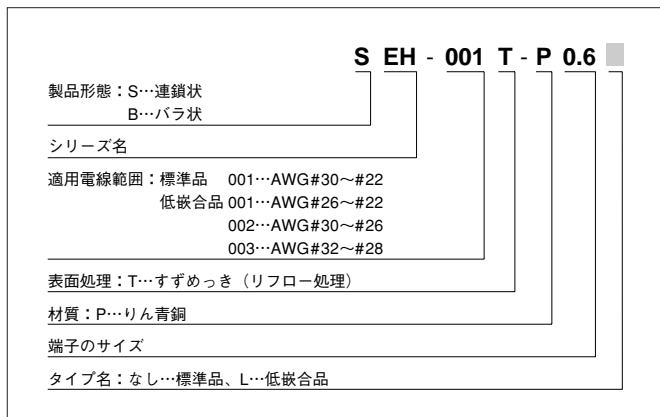 S EH - 001 T - P 0.6
製品形態：S…連鎖状
B…バラ状
シリーズ名
適用電線範囲：標準品 001…AWG#30～#22
低嵌合品 001…AWG#26～#22
002…AWG#30～#26
003…AWG#32～#28
表面処理：T…すずめっき（リフロー処理）
材質：P…りん青銅
端子のサイズ
タイプ名：なし…標準品、L…低嵌合品